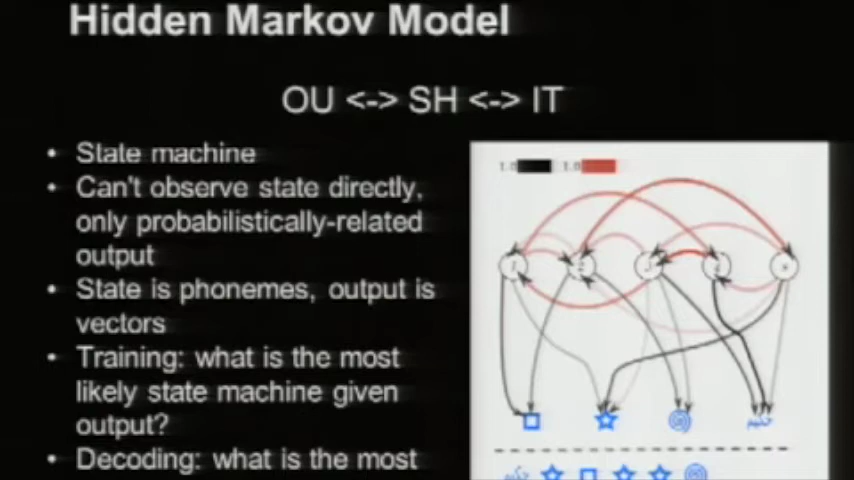 Hidden Markov Model
OU <-> SH <-> IT
• State machine
• Can't observe state directly,
only probabilistically-related
output
• State is phonemes, output is
vectors
• Training: what is the most
likely state machine given
output?
• Decoding: what is the most